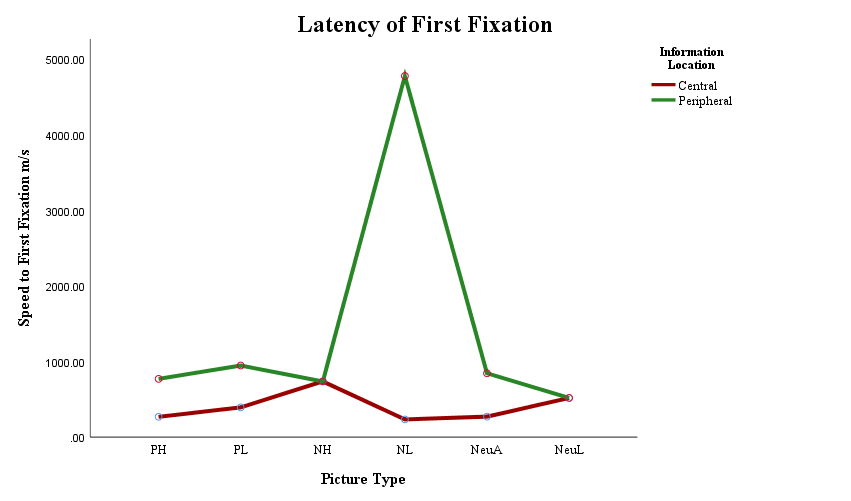 Latency of First Fixation
Information
Location
Central
Peripheral
Speed to First Fixation m/s
5000.00
4000.00
3000.00
2000.00
1000.00
.00
PH PL NH NL NeuA NeuL
Picture Type